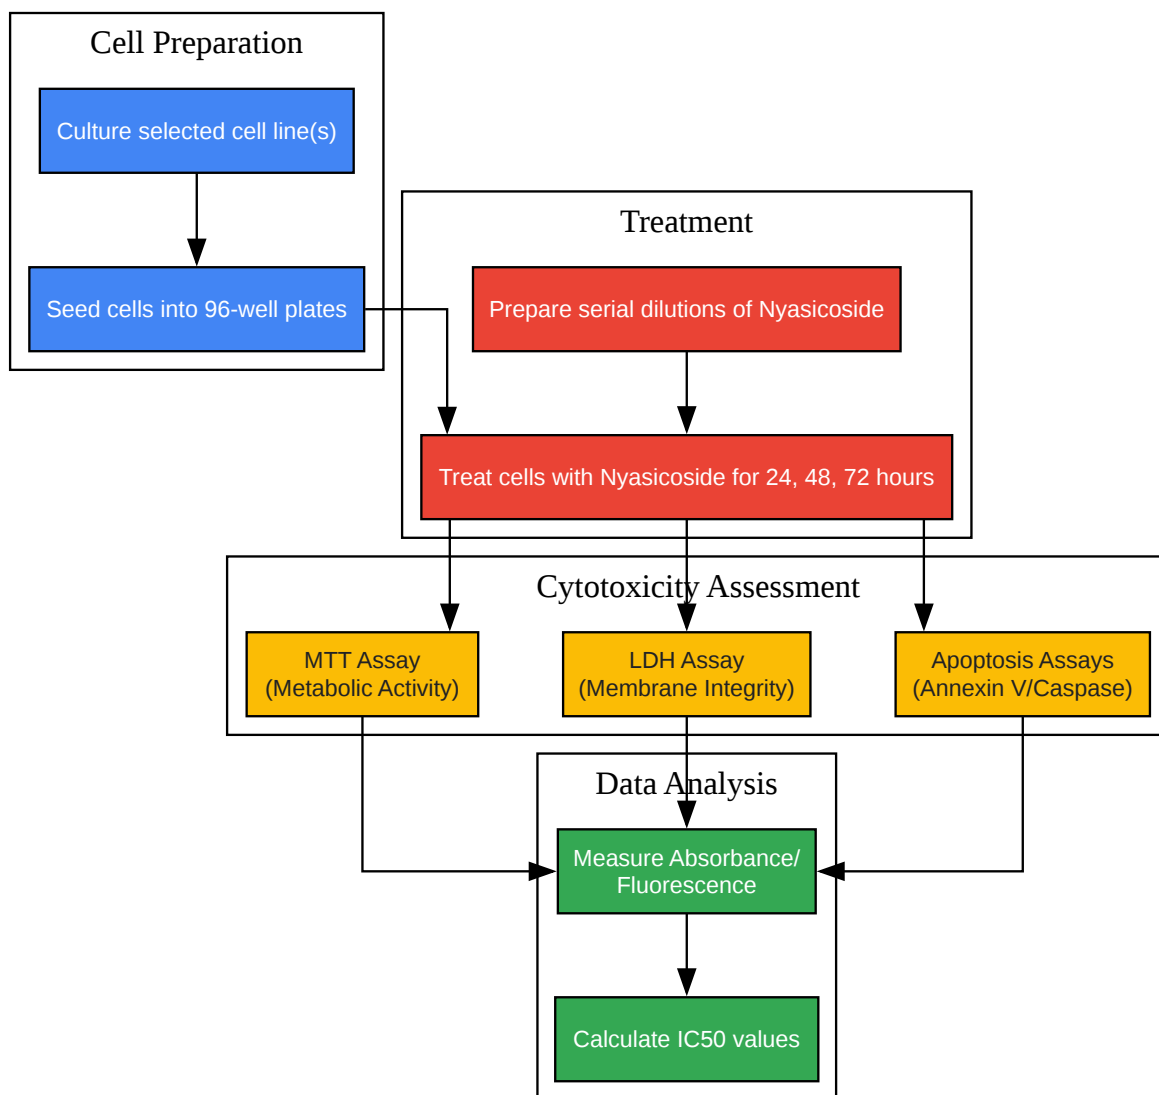 Cell Preparation
Culture selected cell line(s)
Seed cells into 96-well plates
Treatment
Prepare serial dilutions of Nyasicoside
Treat cells with Nyasicoside for 24, 48, 72 hours
Cytotoxicity Assessment
MTT Assay
(Metabolic Activity)
LDH Assay
(Membrane Integrity)
Apoptosis Assays
(Annexin V/Caspase)
Data Analysis
Measure Absorbance/
Fluorescence
Calculate IC50 values